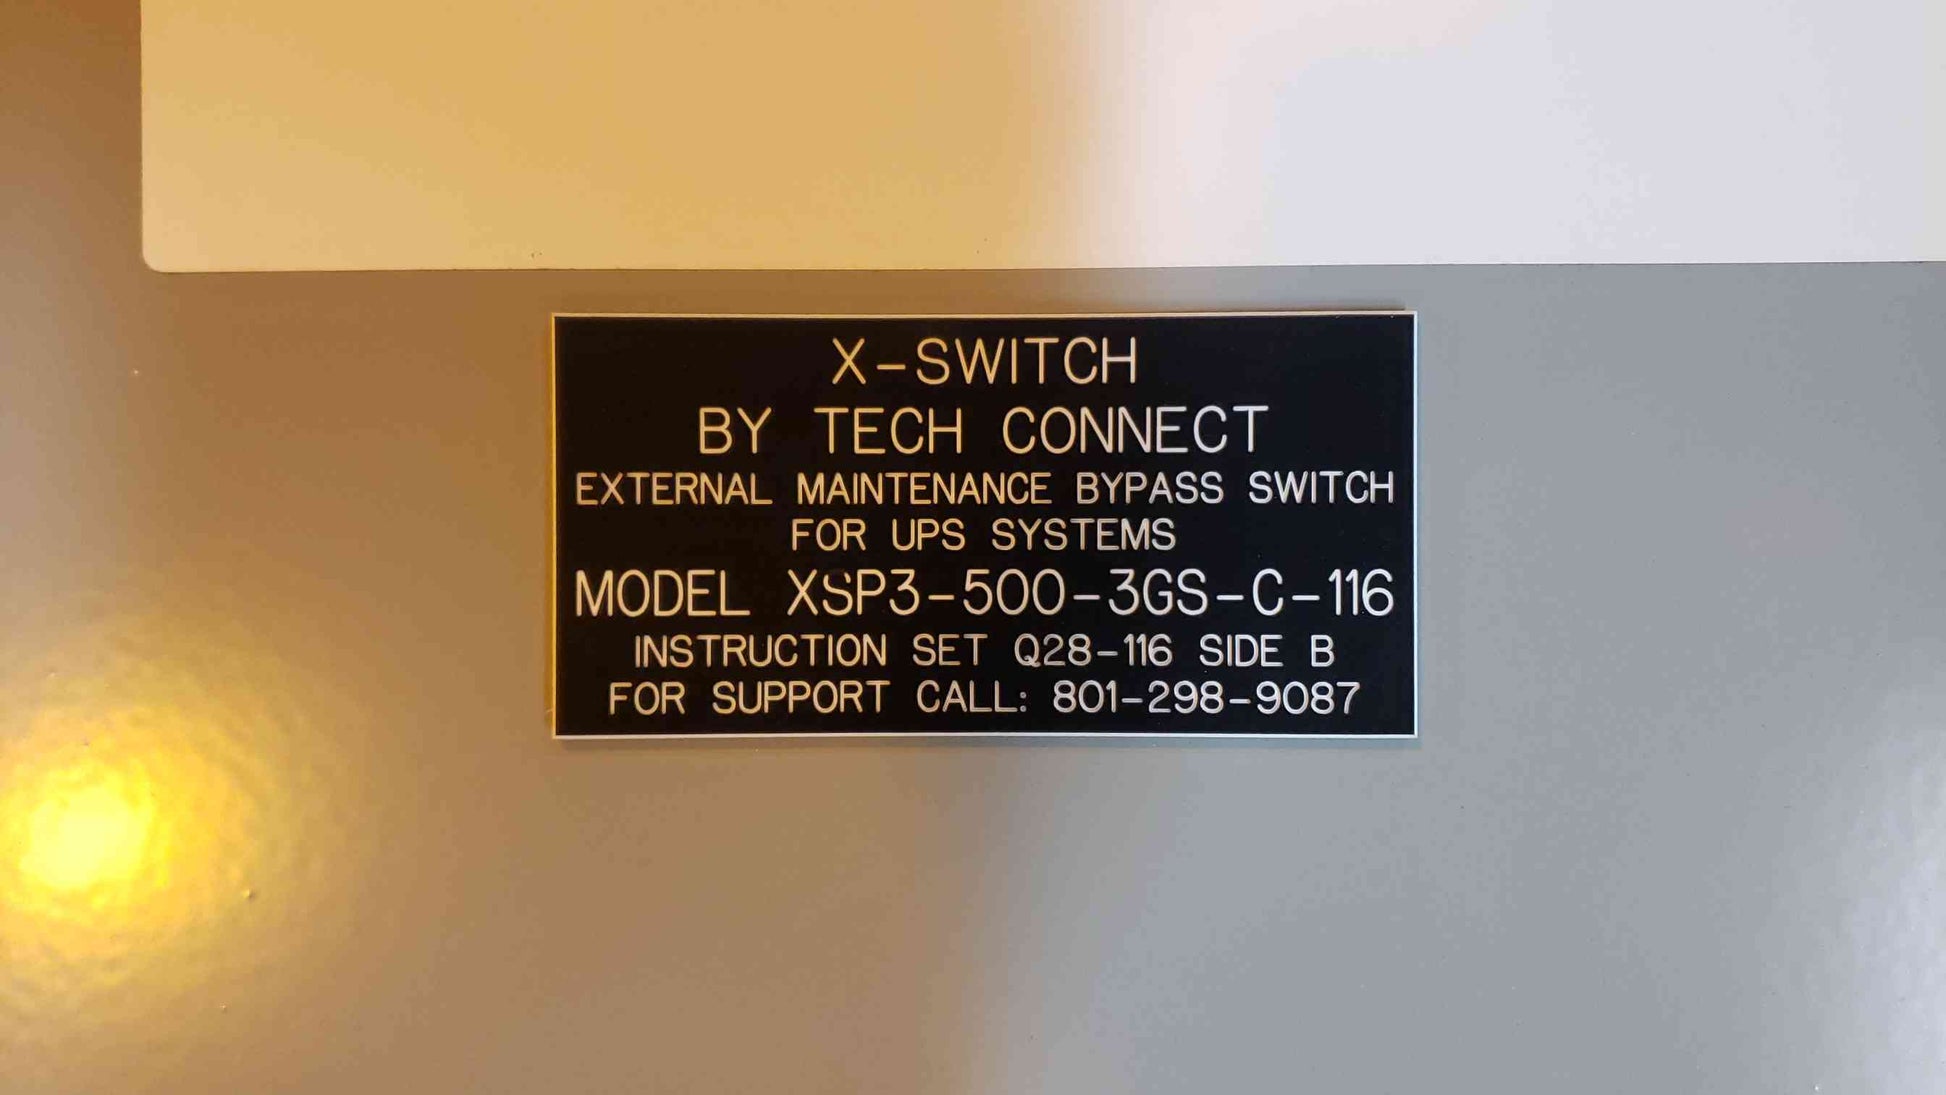 X-SWITCH
BY TECH CONNECT
EXTERNAL MAINTENANCE BYPASS SWITCH
FOR UPS SYSTEMS
MODEL XSP3-500-3GS-C-116
INSTRUCTION SET Q28-116 SIDE B
FOR SUPPORT CALL: 801-298-9087